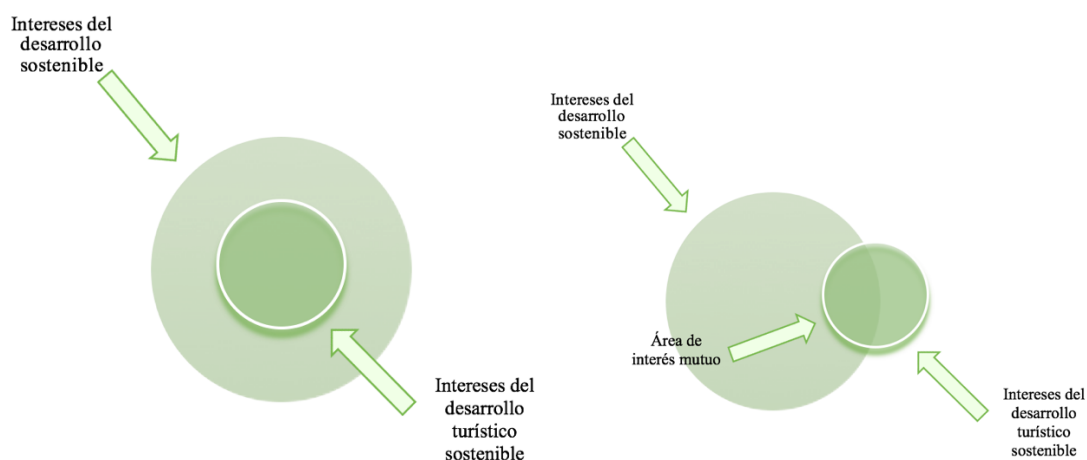 Intereses del
desarrollo
sostenible
Intereses del
desarrollo
turístico
sostenible
Intereses del
desarrollo
sostenible
Área de
interés mutuo
Intereses del
desarrollo
turístico
sostenible